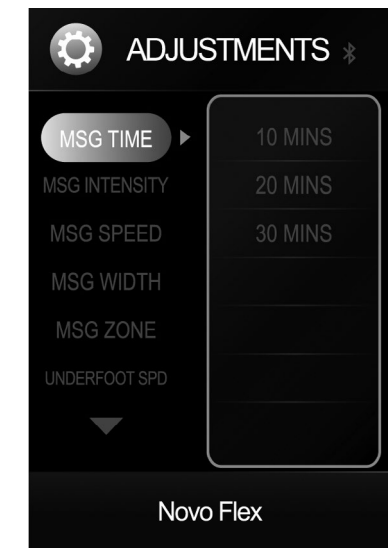 ADJUSTMENTS
MSG TIME
10 MINS
MSG INTENSITY
20 MINS
MSG SPEED
30 MINS
MSG WIDTH
MSG ZONE
UNDERFOOT SPD
Novo Flex